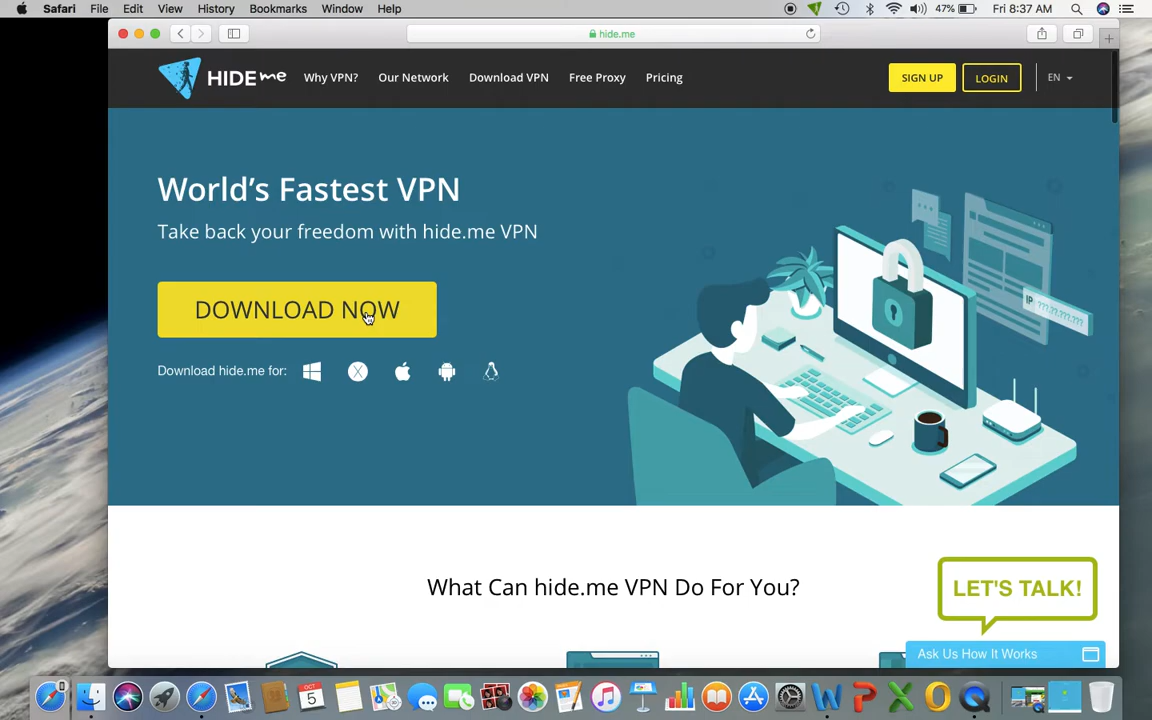 Safari File Edit View History Bookmarks Window Help 47% Fri 8:37 AM
hide.me
HIDE me Why VPN? Our Network Download VPN Free Proxy Pricing SIGN UP LOGIN EN
World's Fastest VPN
Take back your freedom with hide.me VPN
DOWNLOAD NOW
Download hide.me for:
IP ???.??.??.??
What Can hide.me VPN Do For You?
LET'S TALK!
Ask Us How It Works
OCT
5